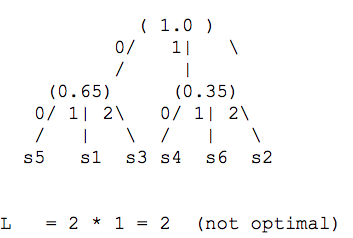 ( 1.0 )
0/ 1| \
/ |
(0.65) (0.35)
0/ 1| 2\ 0/ 1| 2\
/ | \ / | \
s5 s1 s3 s4 s6 s2
L = 2 * 1 = 2 (not optimal)